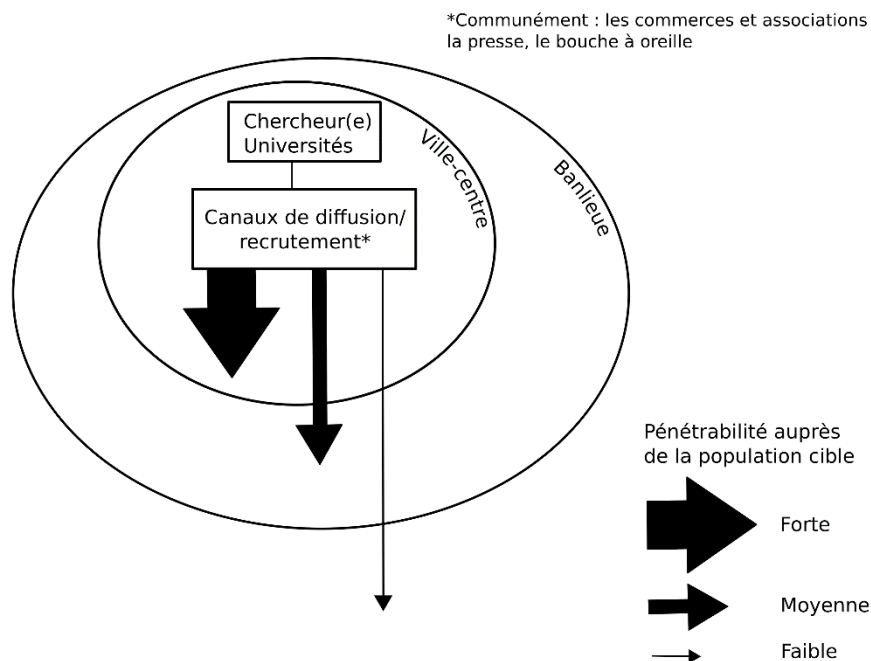 *Communément : les commerces et associations
la presse, le bouche à oreille
Chercheur(e)
Universités
Ville-centre
Banlieue
Canaux de diffusion/
recrutement*
Pénétrabilité auprès
de la population cible
Forte
Moyenne
Faible